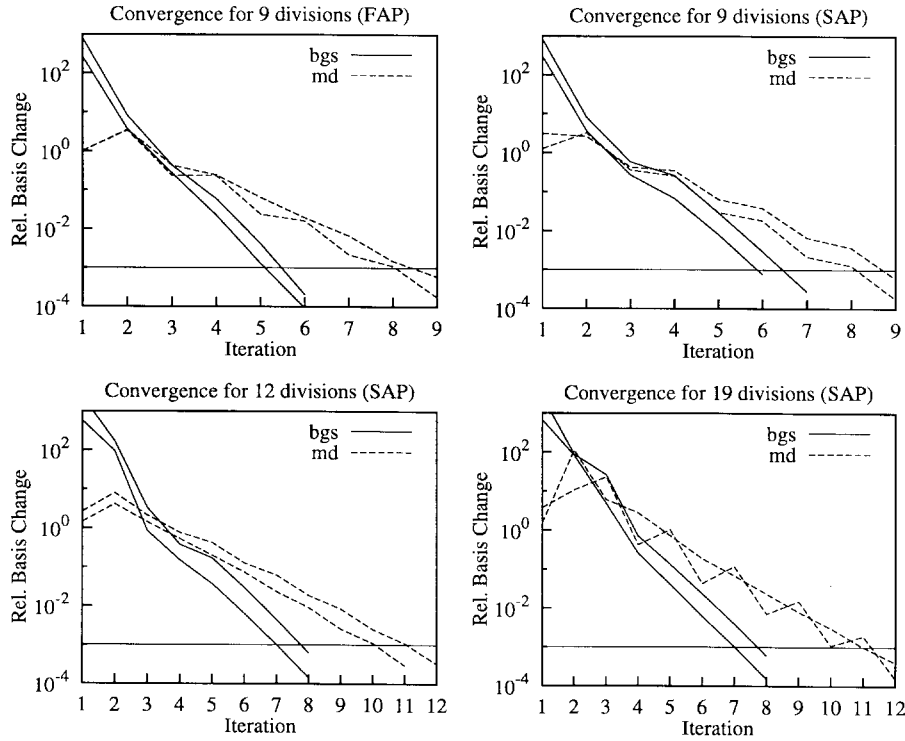 Convergence for 9 divisions (FAP)
Rel. Basis Change
10^2
10^0
10^-2
10^-4
bgs
md
1 2 3 4 5 6 7 8 9
Iteration
Convergence for 9 divisions (SAP)
Rel. Basis Change
10^2
10^0
10^-2
10^-4
bgs
md
1 2 3 4 5 6 7 8 9
Iteration
Convergence for 12 divisions (SAP)
Rel. Basis Change
10^2
10^0
10^-2
10^-4
bgs
md
1 2 3 4 5 6 7 8 9 10 11 12
Iteration
Convergence for 19 divisions (SAP)
Rel. Basis Change
10^2
10^0
10^-2
10^-4
bgs
md
1 2 3 4 5 6 7 8 9 10 11 12
Iteration